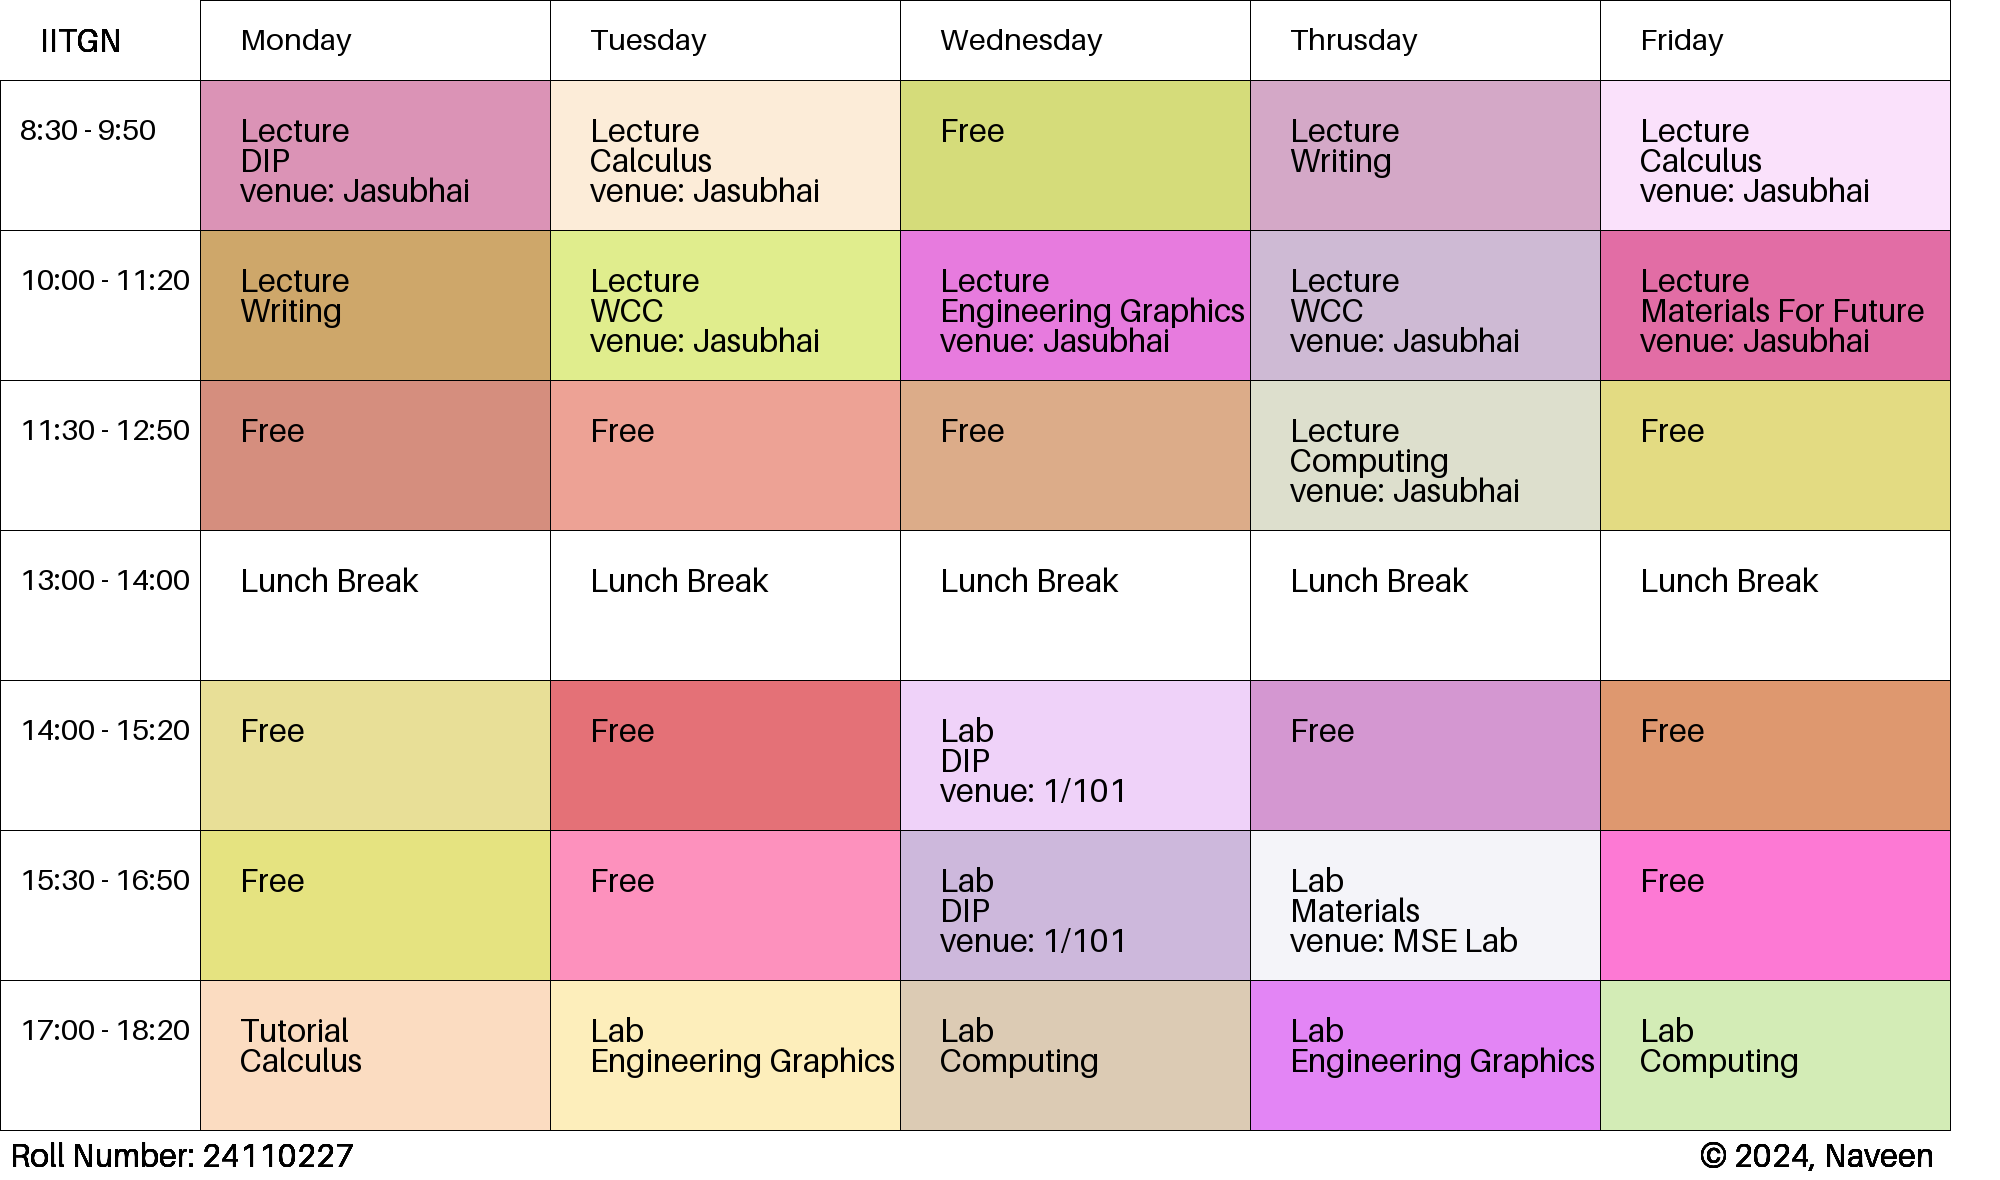 IITGN Monday Tuesday Wednesday Thrusday Friday
8:30 - 9:50
Lecture
DIP
venue: Jasubhai
Lecture
Calculus
venue: Jasubhai
Free
Lecture
Writing
Lecture
Calculus
venue: Jasubhai
10:00 - 11:20
Lecture
Writing
Lecture
WCC
venue: Jasubhai
Lecture
Engineering Graphics
venue: Jasubhai
Lecture
WCC
venue: Jasubhai
Lecture
Materials For Future
venue: Jasubhai
11:30 - 12:50
Free
Free
Free
Lecture
Computing
venue: Jasubhai
Free
13:00 - 14:00
Lunch Break
Lunch Break
Lunch Break
Lunch Break
Lunch Break
14:00 - 15:20
Free
Free
Lab
DIP
venue: 1/101
Free
Free
15:30 - 16:50
Free
Free
Lab
DIP
venue: 1/101
Lab
Materials
venue: MSE Lab
Free
17:00 - 18:20
Tutorial
Calculus
Lab
Engineering Graphics
Lab
Computing
Lab
Engineering Graphics
Lab
Computing
Roll Number: 24110227
© 2024, Naveen